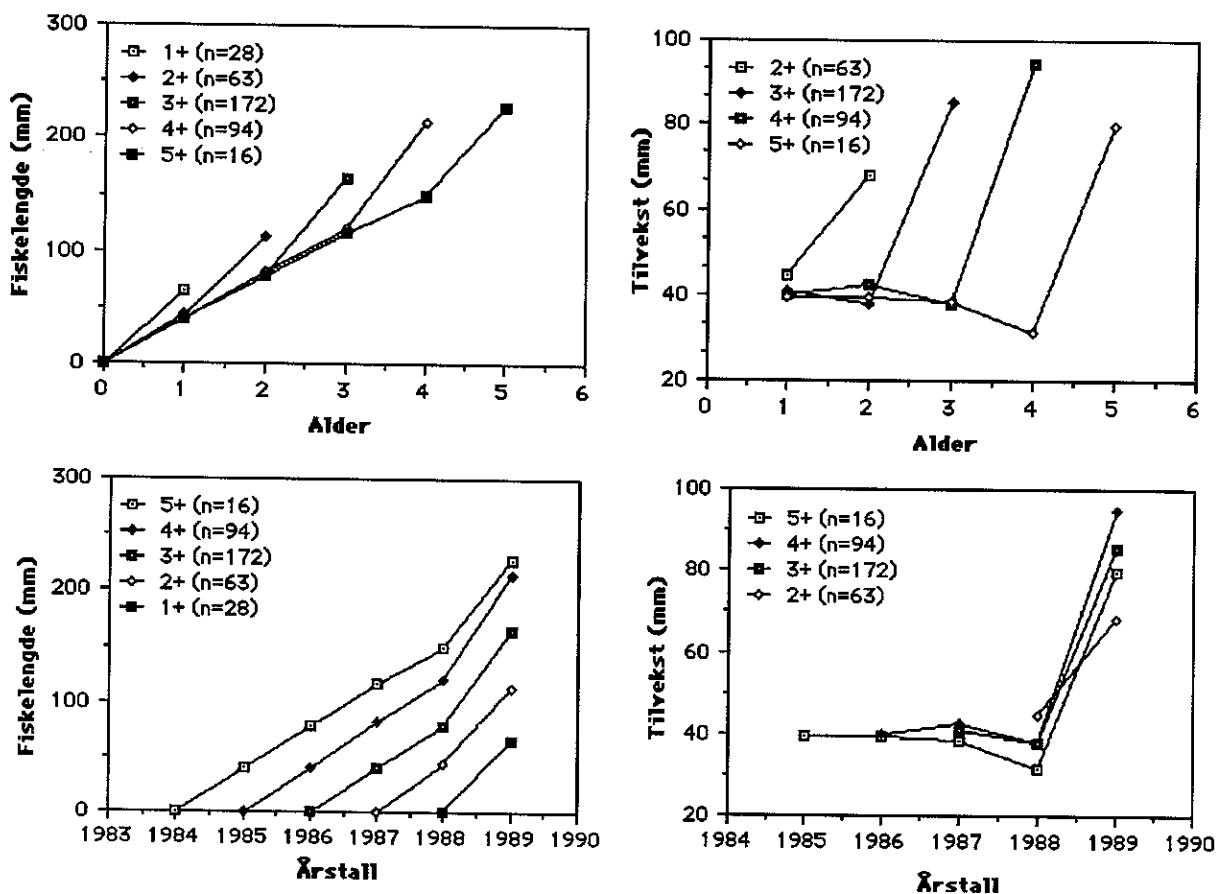 300
200
100
0
Fiskelengde (mm)
1+ (n=28)
2+ (n=63)
3+ (n=172)
4+ (n=94)
5+ (n=16)
0 1 2 3 4 5 6
Alder
100
80
60
40
20
Tilvekst (mm)
2+ (n=63)
3+ (n=172)
4+ (n=94)
5+ (n=16)
0 1 2 3 4 5 6
Alder
300
200
100
0
Fiskelengde (mm)
5+ (n=16)
4+ (n=94)
3+ (n=172)
2+ (n=63)
1+ (n=28)
1983 1984 1985 1986 1987 1988 1989 1990
Årstall
100
80
60
40
20
Tilvekst (mm)
5+ (n=16)
4+ (n=94)
3+ (n=172)
2+ (n=63)
1984 1985 1986 1987 1988 1989 1990
Årstall